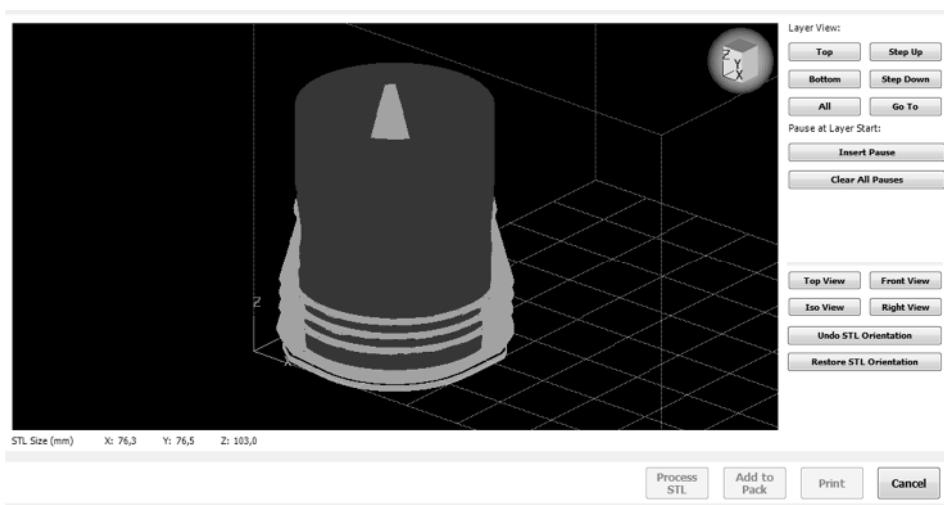 Layer View:
Top
Step Up
Bottom
Step Down
All
Go To
Pause at Layer Start:
Insert Pause
Clear All Pauses
Z
Y
X
Z
X
Top View
Front View
Iso View
Right View
Undo STL Orientation
Restore STL Orientation
STL Size (mm) X: 76,3 Y: 76,5 Z: 103,0
Process
STL
Add to
Pack
Print
Cancel